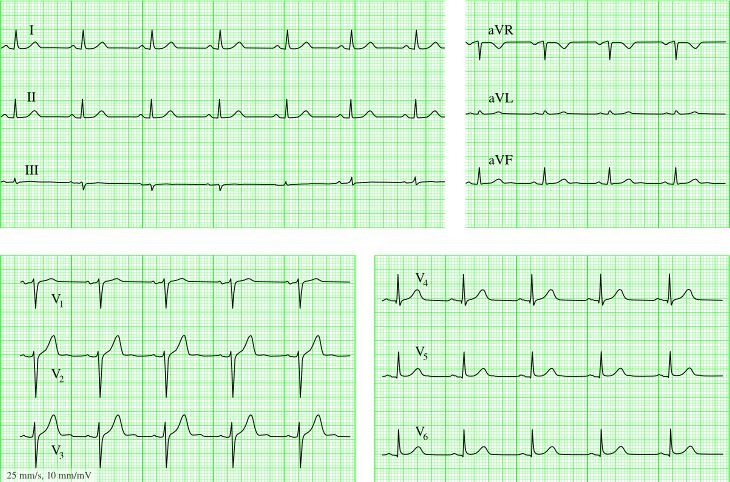 I
II
III
aVR
aVL
aVF
V1
V2
V3
V4
V5
V6
25 mm/s, 10 mm/mV